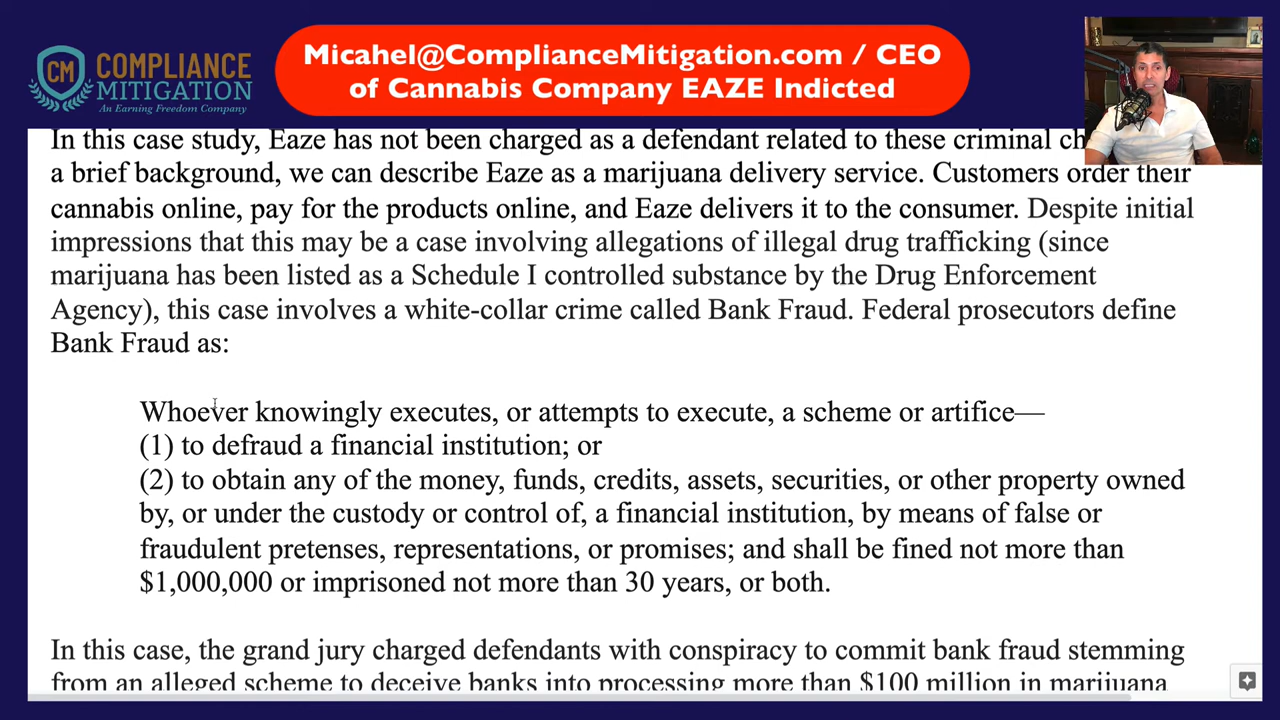 CM
COMPLIANCE
MITIGATION
An Earning Freedom Company
Micahel@ComplianceMitigation.com / CEO
of Cannabis Company EAZE Indicted
In this case study, Eaze has not been charged as a defendant related to these criminal
a brief background, we can describe Eaze as a marijuana delivery service. Customers order their
cannabis online, pay for the products online, and Eaze delivers it to the consumer. Despite initial
impressions that this may be a case involving allegations of illegal drug trafficking (since
marijuana has been listed as a Schedule I controlled substance by the Drug Enforcement
Agency), this case involves a white-collar crime called Bank Fraud. Federal prosecutors define
Bank Fraud as:
Whoever knowingly executes, or attempts to execute, a scheme or artifice—
(1) to defraud a financial institution; or
(2) to obtain any of the money, funds, credits, assets, securities, or other property owned
by, or under the custody or control of, a financial institution, by means of false or
fraudulent pretenses, representations, or promises; and shall be fined not more than
$1,000,000 or imprisoned not more than 30 years, or both.
In this case, the grand jury charged defendants with conspiracy to commit bank fraud stemming
from an alleged scheme to deceive banks into processing more than $100 million in marijuana